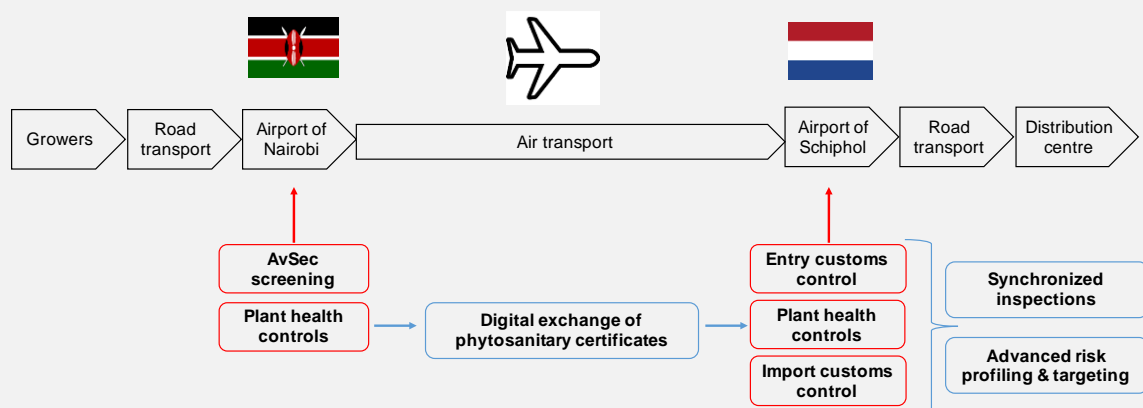 Growers
Road
transport
Airport of
Nairobi
Air transport
Airport of
Schiphol
Road
transport
Distribution
centre
AvSec
screening
Plant health
controls
Digital exchange of
phytosanitary certificates
Entry customs
control
Plant health
controls
Import customs
control
Synchronized
inspections
Advanced risk
profiling & targeting